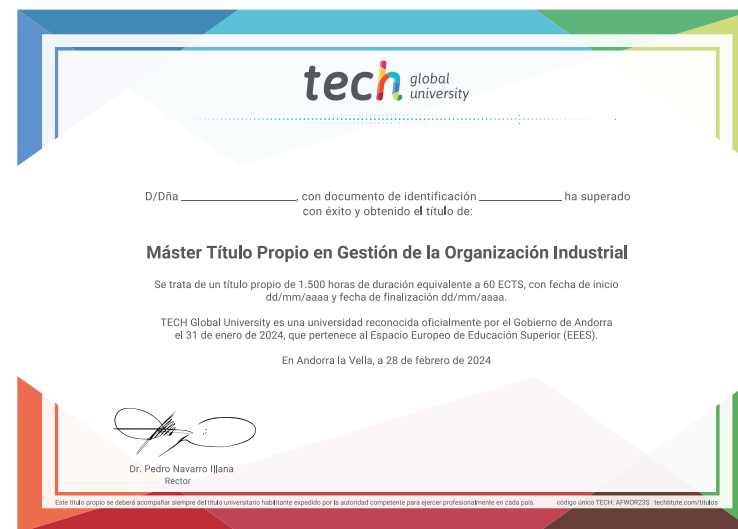 tech global university
D/Dña ____________________, con documento de identificación ______________ ha superado
con éxito y obtenido el título de:
Máster Título Propio en Gestión de la Organización Industrial
Se trata de un título propio de 1.500 horas de duración equivalente a 60 ECTS, con fecha de inicio
dd/mm/aaaa y fecha de finalización dd/mm/aaaa.
TECH Global University es una universidad reconocida oficialmente por el Gobierno de Andorra
el 31 de enero de 2024, que pertenece al Espacio Europeo de Educación Superior (EEES).
En Andorra la Vella, a 28 de febrero de 2024
Dr. Pedro Navarro Illana
Rector
Este título propio se deberá acompañar siempre del título universitario habilitante expedido por la autoridad competente para ejercer profesionalmente en cada país. código único TECH: AFWOR23S techtitute.com/titulos